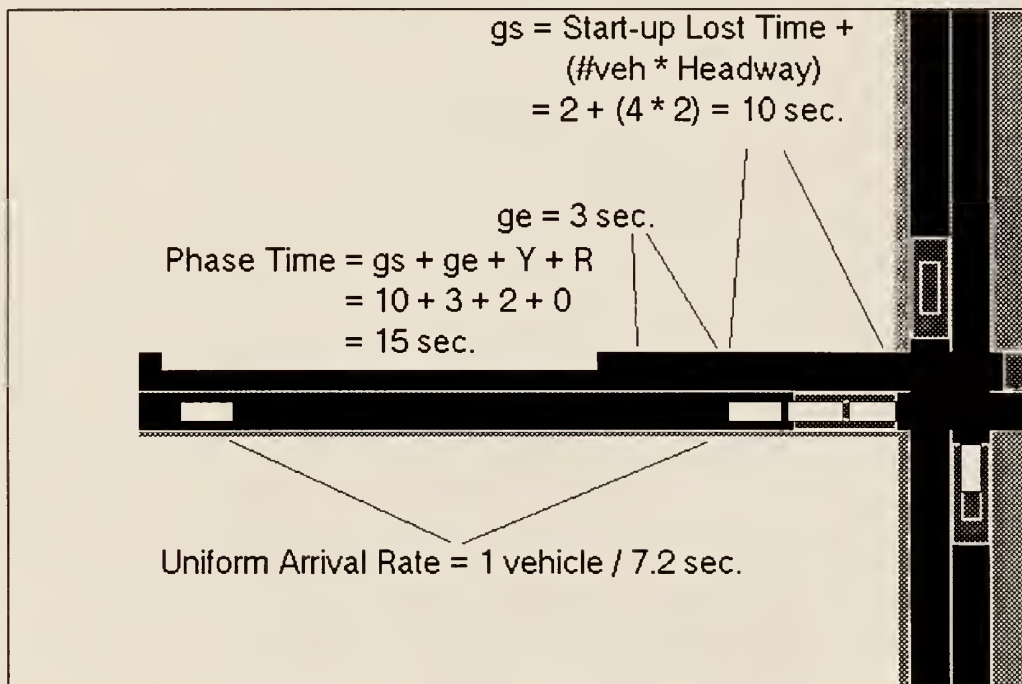 gs = Start-up Lost Time +
(#veh * Headway)
= 2 + (4 * 2) = 10 sec.
ge = 3 sec.
Phase Time = gs + ge + Y + R
= 10 + 3 + 2 + 0
= 15 sec.
Uniform Arrival Rate = 1 vehicle / 7.2 sec.